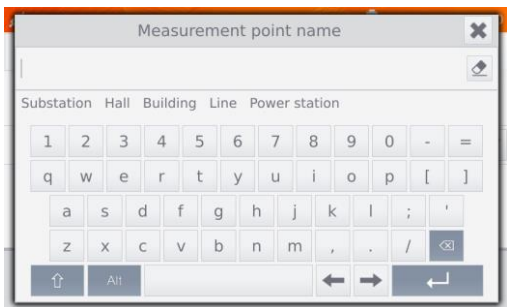 Measurement point name
Substation Hall Building Line Power station
1 2 3 4 5 6 7 8 9 0 - =
q w e r t y u i o p [ ]
a s d f g h j k l ; '
z x c v b n m , . /
Alt